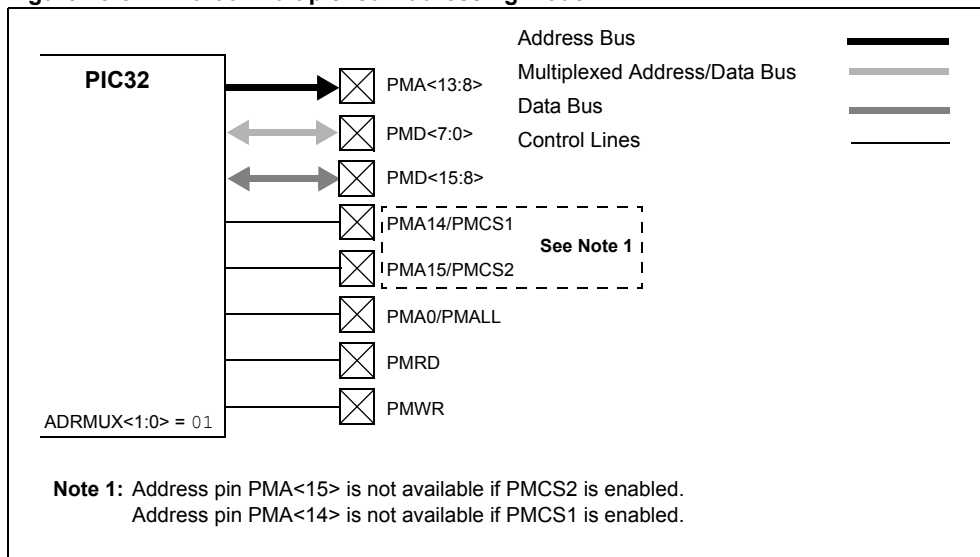 PIC32
PMA<13:8>
PMD<7:0>
PMD<15:8>
PMA14/PMCS1
PMA15/PMCS2
See Note 1
PMA0/PMALL
PMRD
PMWR
ADRMUX<1:0> = 01
Address Bus
Multiplexed Address/Data Bus
Data Bus
Control Lines
Note 1: Address pin PMA<15> is not available if PMCS2 is enabled.
Address pin PMA<14> is not available if PMCS1 is enabled.